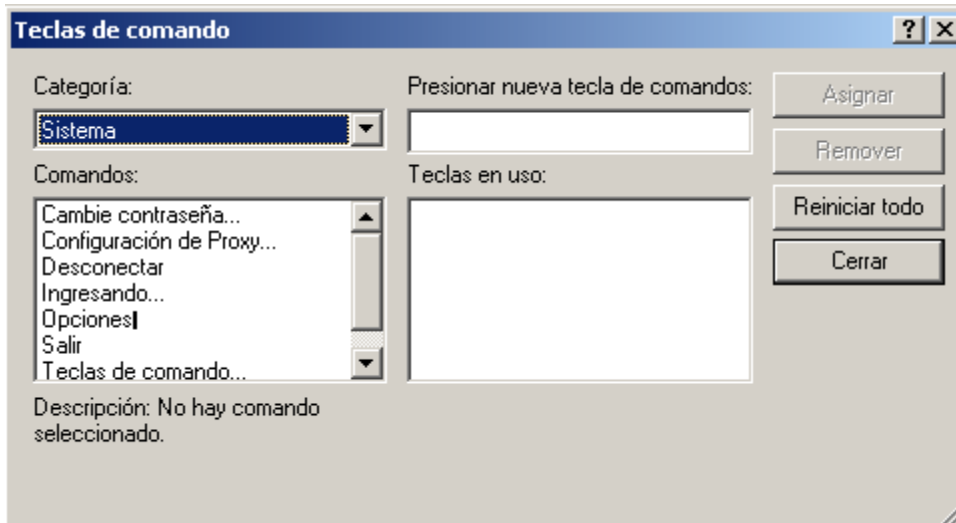 Teclas de comando
Categoría:
Sistema
Comandos:
Cambie contraseña...
Configuración de Proxy...
Desconectar
Ingresando...
Opciones
Salir
Teclas de comando...
Descripción: No hay comando
seleccionado.
Presionar nueva tecla de comandos:
Teclas en uso:
Asignar
Remover
Reiniciar todo
Cerrar